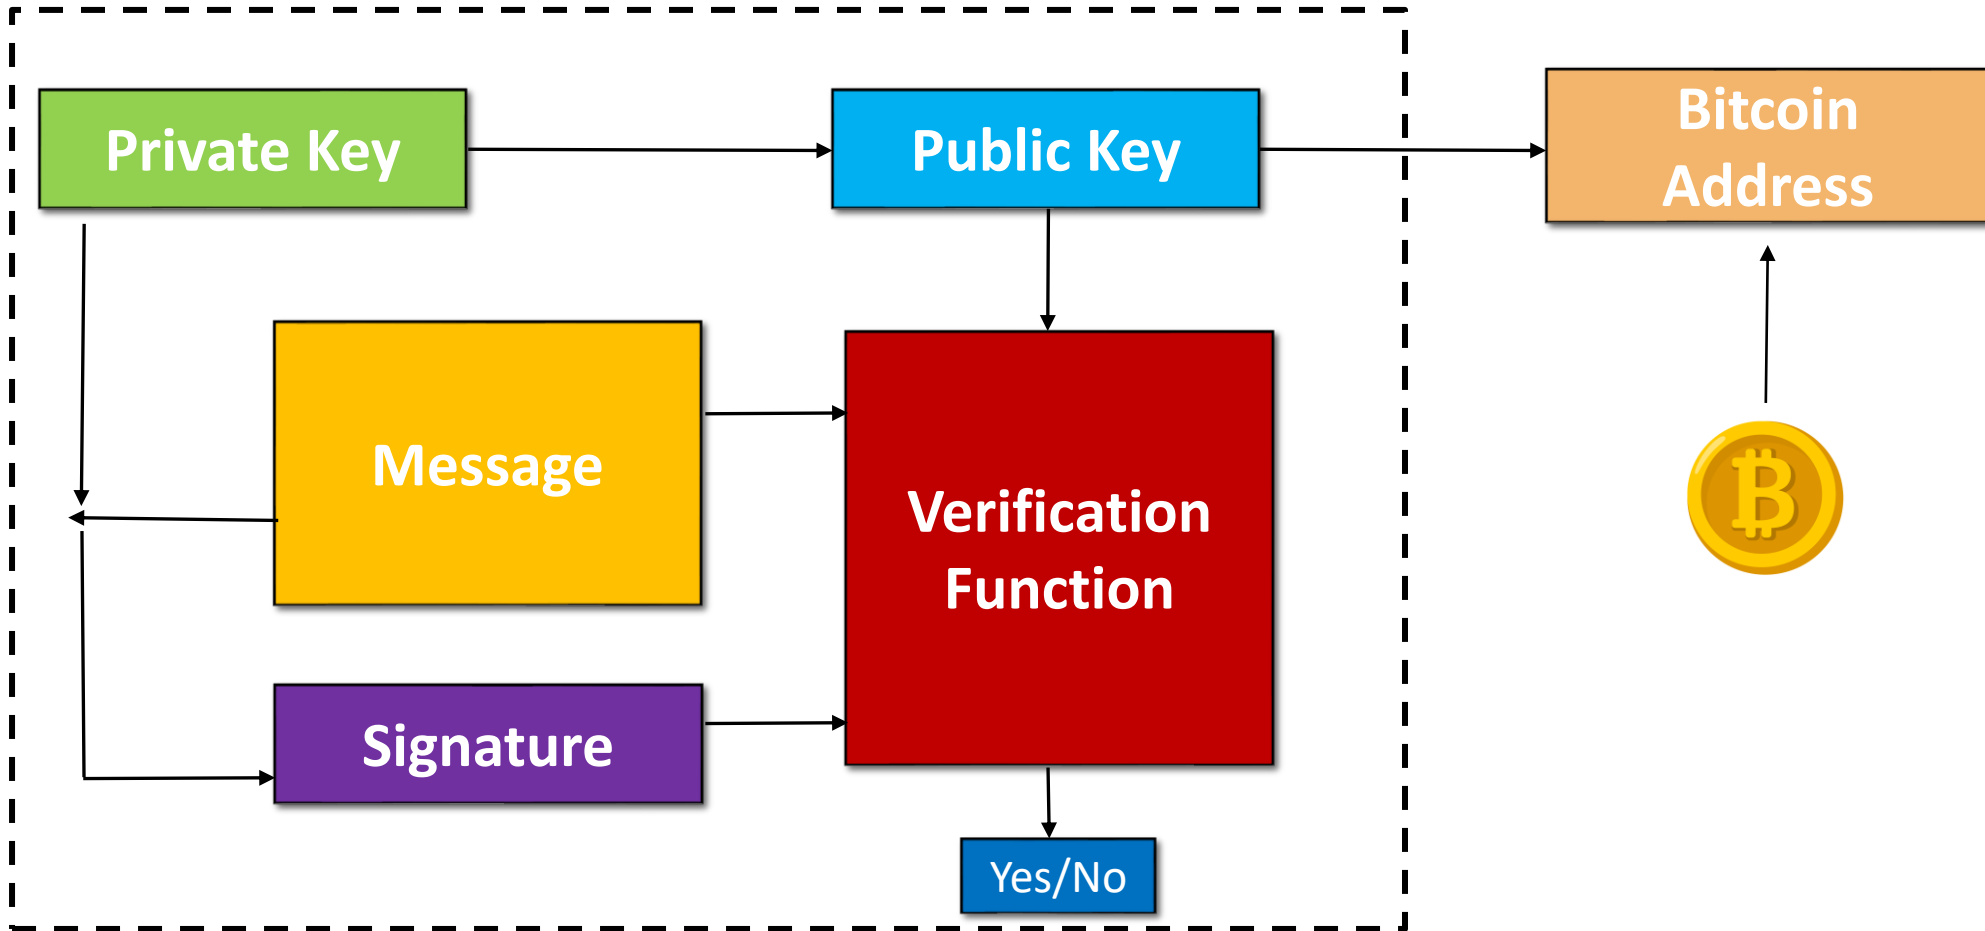 Private Key
Public Key
Bitcoin
Address
Message
Verification
Function
Signature
Yes/No